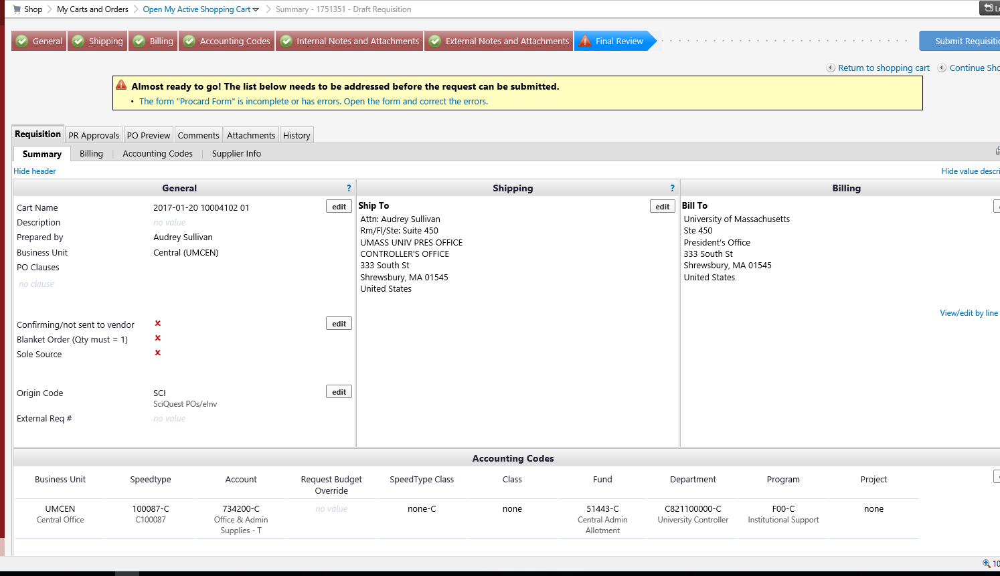 Shop My Carts and Orders Open My Active Shopping Cart Summary - 1751351 - Draft Requisition
General Shipping Billing Accounting Codes Internal Notes and Attachments External Notes and Attachments Final Review Submit Requisitio
Return to shopping cart Continue Sho
Almost ready to go! The list below needs to be addressed before the request can be submitted.
• The form "Procard Form" is incomplete or has errors. Open the form and correct the errors.
Requisition PR Approvals PO Preview Comments Attachments History
Summary Billing Accounting Codes Supplier Info
Hide header Hide value descri
General ?
Cart Name 2017-01-20 10004102 01 edit
Description no value
Prepared by Audrey Sullivan
Business Unit Central (UMCEN)
PO Clauses
no clause
Confirming/not sent to vendor edit
Blanket Order (Qty must = 1)
Sole Source
Origin Code SCI edit
SciQuest POs/eInv
External Req # no value
Shipping ?
Ship To edit
Attn: Audrey Sullivan
Rm/Fl/Ste: Suite 450
UMASS UNIV PRES OFFICE
CONTROLLER'S OFFICE
333 South St
Shrewsbury, MA 01545
United States
Billing
Bill To
University of Massachusetts
Ste 450
President's Office
333 South St
Shrewsbury, MA 01545
United States
View/edit by line
Accounting Codes
Business Unit Speedtype Account Request Budget SpeedType Class Class Fund Department Program Project
Override
UMCEN 100087-C 734200-C no value none-C none 51443-C C821100000-C F00-C none
Central Office C100087 Office & Admin Central Admin University Controller Institutional Support
Supplies - T Allotment
10